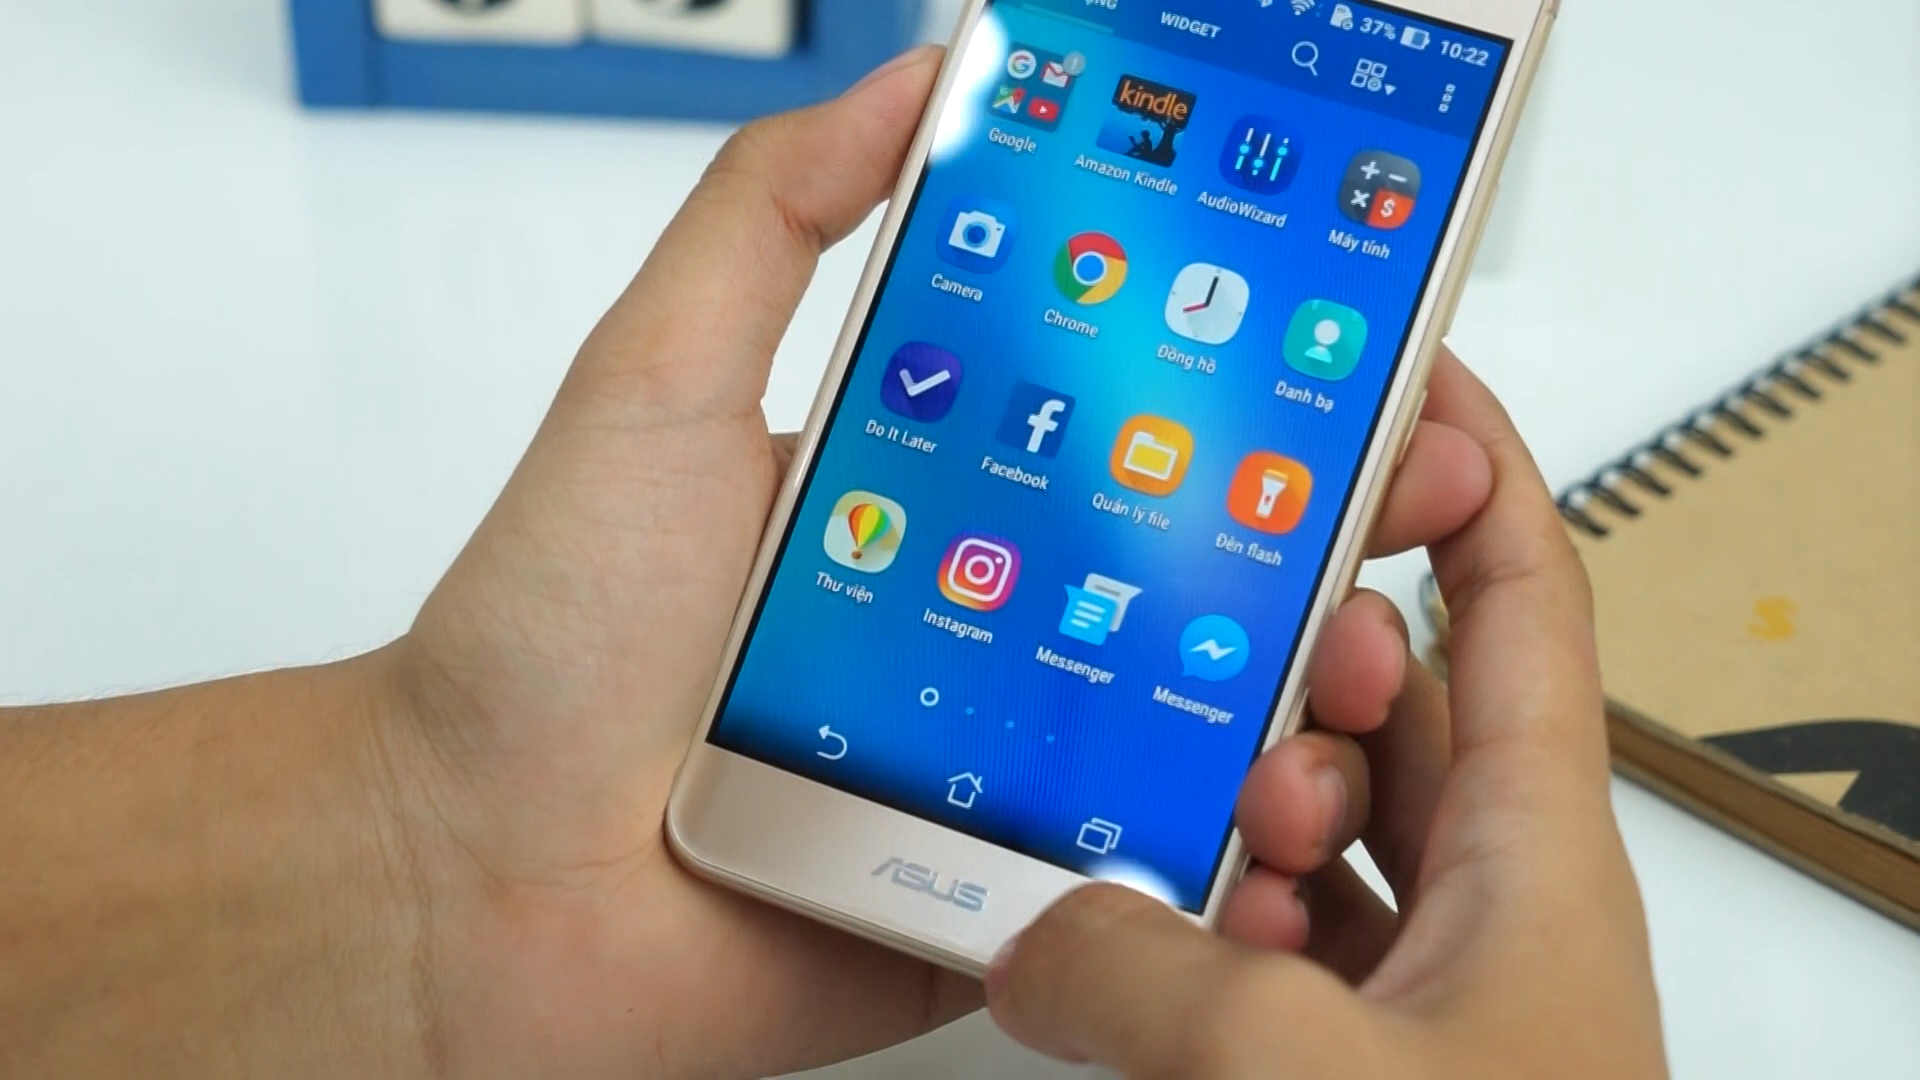 WIDGET
37% 10:22
kindle
Google
Amazon Kindle
AudioWizard
Máy tính
Camera
Chrome
Đồng hồ
Danh bạ
Do It Later
Facebook
Quản lý file
Đèn flash
Thư viện
Instagram
Messenger
Messenger
ASUS